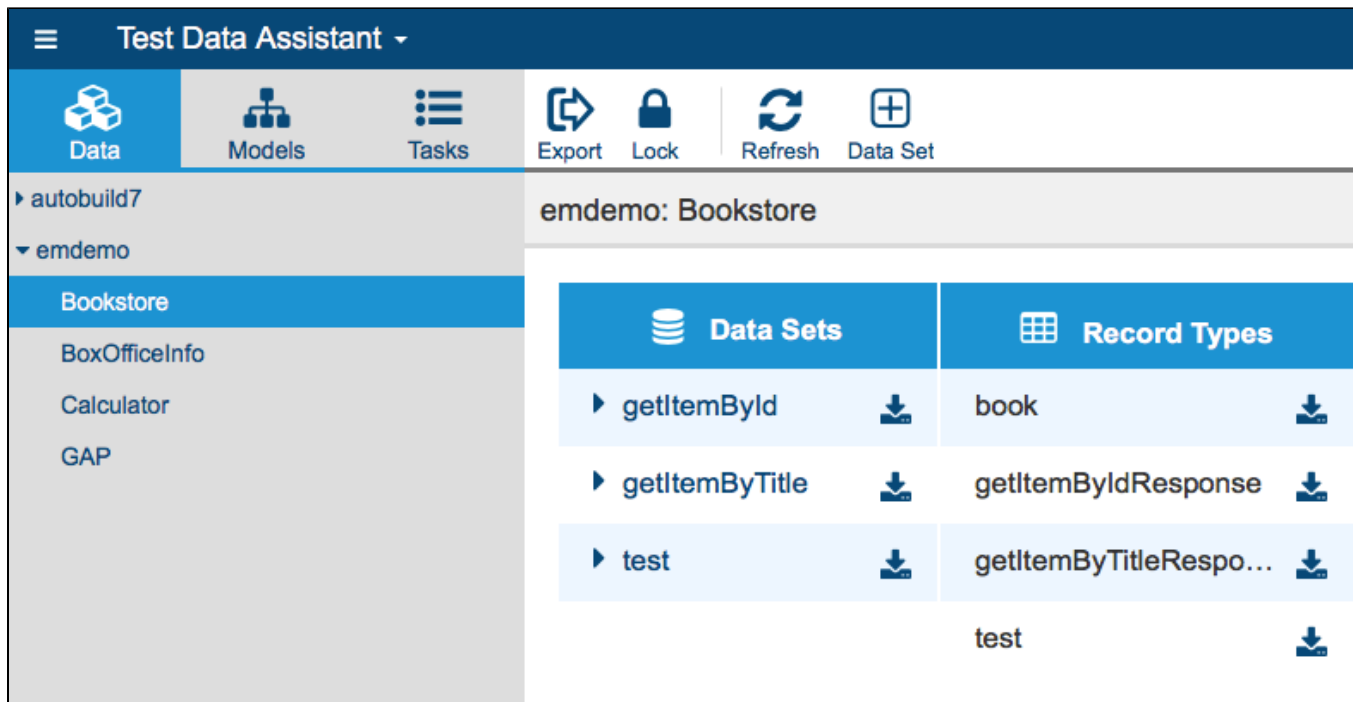 Test Data Assistant
Data Models Tasks Export Lock Refresh Data Set
autobuild7
emdemo: Bookstore
emdemo
Bookstore
Data Sets Record Types
BoxOfficeInfo
Calculator
getItemById book
GAP
getItemByTitle getItemByIdResponse
test getItemByTitleRespo...
test